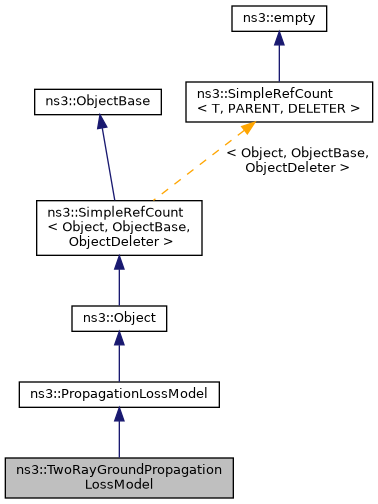 ns3::empty
ns3::SimpleRefCount
< T, PARENT, DELETER >
ns3::ObjectBase
< Object, ObjectBase,
ObjectDeleter >
ns3::SimpleRefCount
< Object, ObjectBase,
ObjectDeleter >
ns3::Object
ns3::PropagationLossModel
ns3::TwoRayGroundPropagation
LossModel